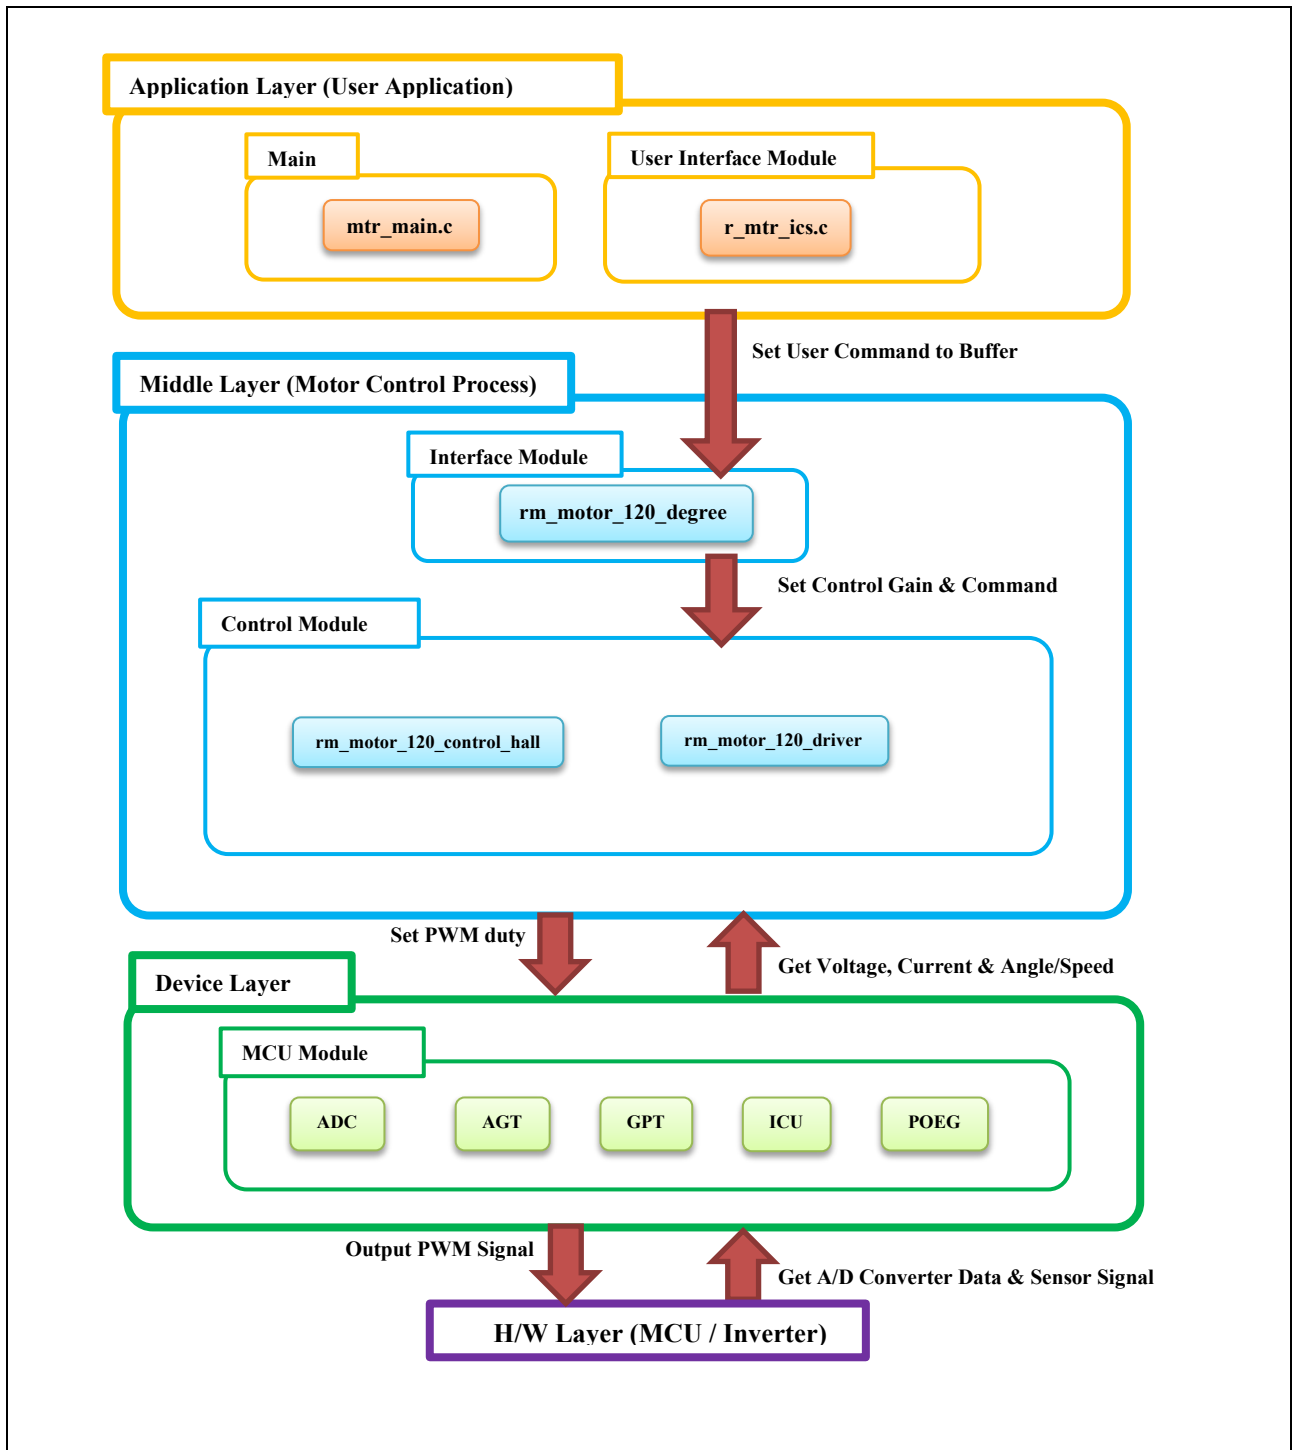 Application Layer (User Application)
Main
User Interface Module
mtr_main.c
r_mtr_ics.c
Set User Command to Buffer
Middle Layer (Motor Control Process)
Interface Module
rm_motor_120_degree
Set Control Gain & Command
Control Module
rm_motor_120_control_hall
rm_motor_120_driver
Set PWM duty
Get Voltage, Current & Angle/Speed
Device Layer
MCU Module
ADC
AGT
GPT
ICU
POEG
Output PWM Signal
Get A/D Converter Data & Sensor Signal
H/W Layer (MCU / Inverter)